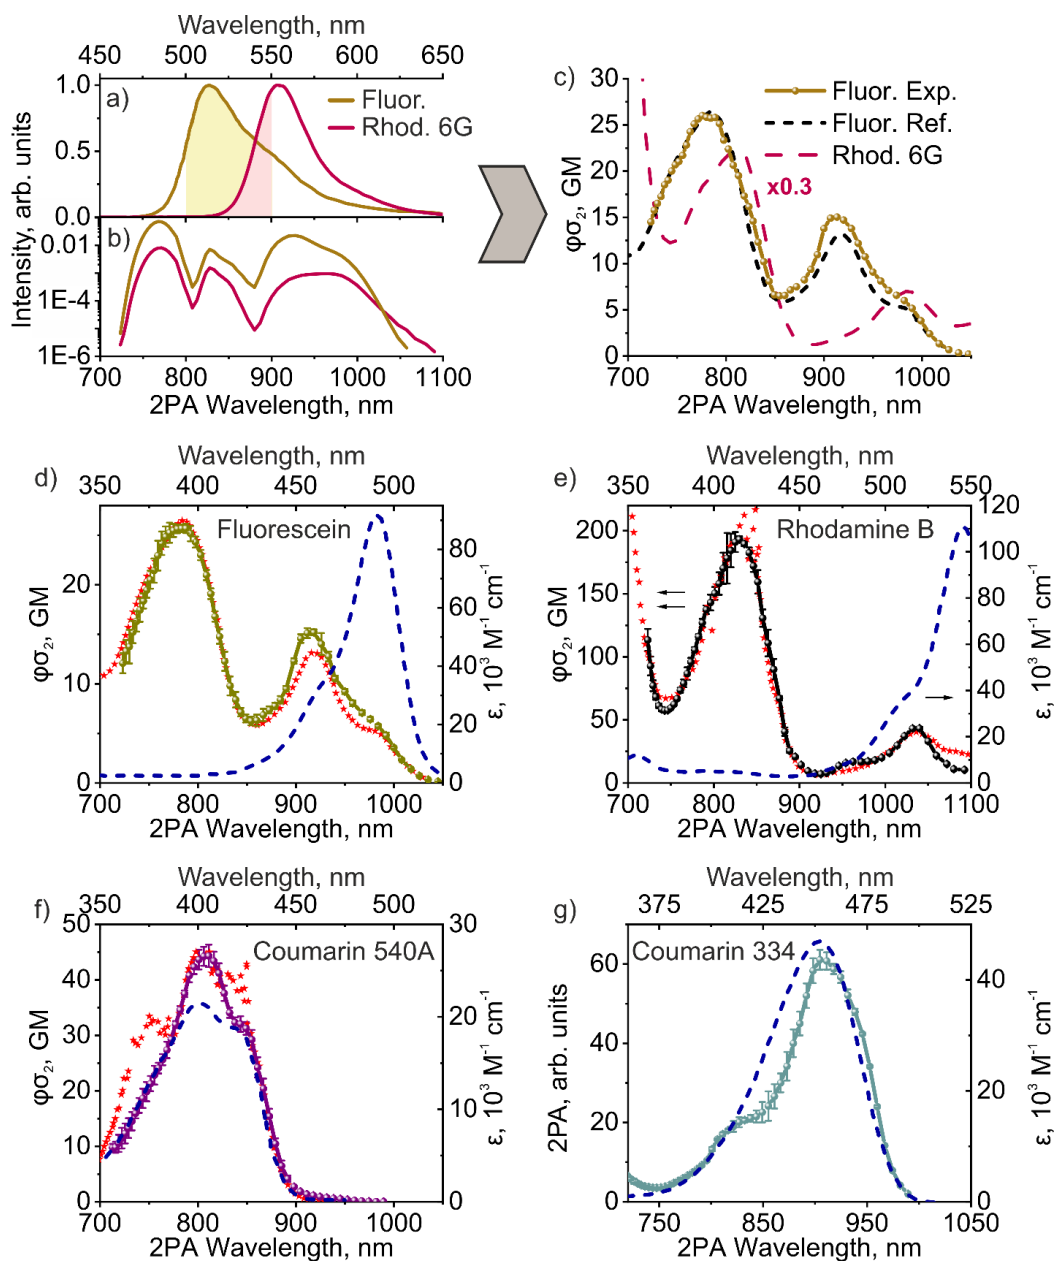 Wavelength, nm
450 500 550 600 650
a)
Fluor.
Rhod. 6G
1.0
0.5
0.0
Intensity, arb. units
b)
0.01
1E-4
1E-6
700 800 900 1000 1100
2PA Wavelength, nm
c)
Fluor. Exp.
Fluor. Ref.
Rhod. 6G
x0.3
30
25
20
15
10
5
0
φσ₂, GM
700 800 900 1000
2PA Wavelength, nm
d)
Wavelength, nm
350 400 450 500
Fluorescein
20
10
0
φσ₂, GM
80
60
40
20
0
ε, 10³ M⁻¹ cm⁻¹
700 800 900 1000
2PA Wavelength, nm
e)
Wavelength, nm
350 400 450 500 550
Rhodamine B
200
150
100
50
0
φσ₂, GM
120
100
80
60
40
20
0
ε, 10³ M⁻¹ cm⁻¹
700 800 900 1000 1100
2PA Wavelength, nm
f)
Wavelength, nm
350 400 450 500
Coumarin 540A
50
40
30
20
10
0
φσ₂, GM
30
20
10
0
ε, 10³ M⁻¹ cm⁻¹
700 800 900 1000
2PA Wavelength, nm
g)
Wavelength, nm
375 425 475 525
Coumarin 334
60
40
20
0
2PA, arb. units
40
20
0
ε, 10³ M⁻¹ cm⁻¹
750 850 950 1050
2PA Wavelength, nm